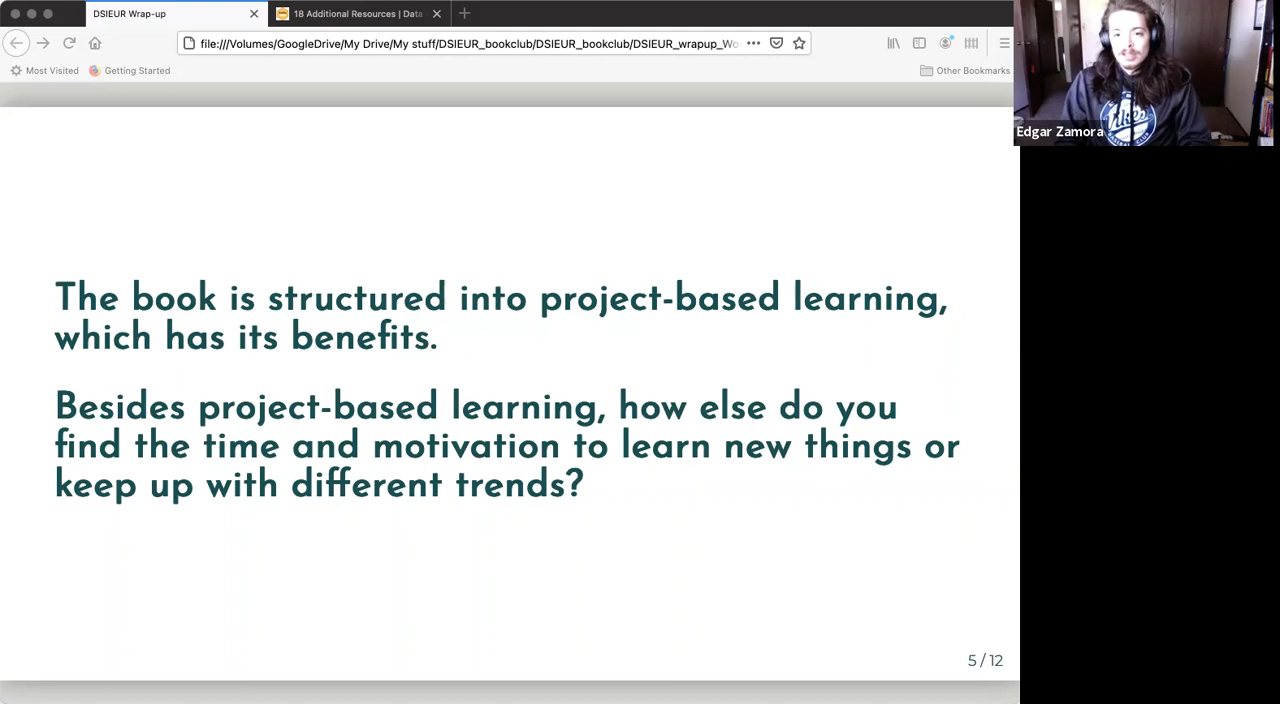 DSIEUR Wrap-up
18 Additional Resources | Data
file:///Volumes/GoogleDrive/My Drive/My stuff/DSIEUR_bookclub/DSIEUR_bookclub/DSIEUR_wrapup_Wo
Most Visited
Getting Started
Other Bookmarks
Edgar Zamora
The book is structured into project-based learning,
which has its benefits.
Besides project-based learning, how else do you
find the time and motivation to learn new things or
keep up with different trends?
5 / 12